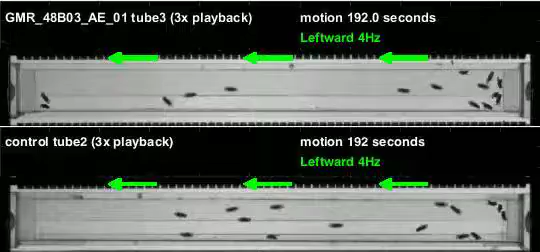 GMR_48B03_AE_01 tube3 (3x playback)
motion 192.0 seconds
Leftward 4Hz
control tube2 (3x playback)
motion 192 seconds
Leftward 4Hz